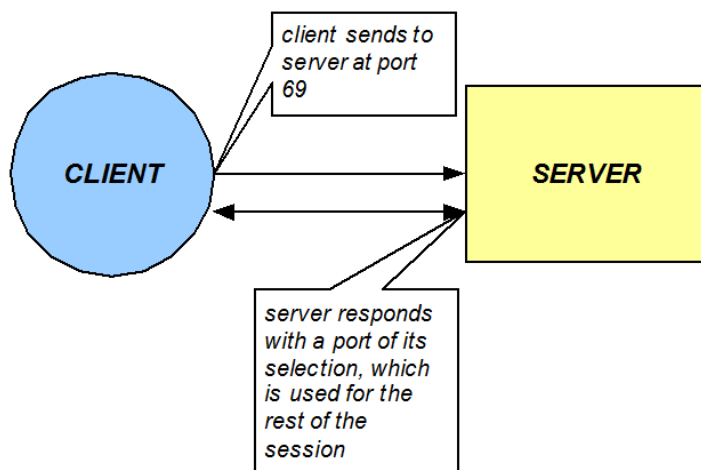 client sends to
server at port
69
CLIENT
SERVER
server responds
with a port of its
selection, which
is used for the
rest of the
session